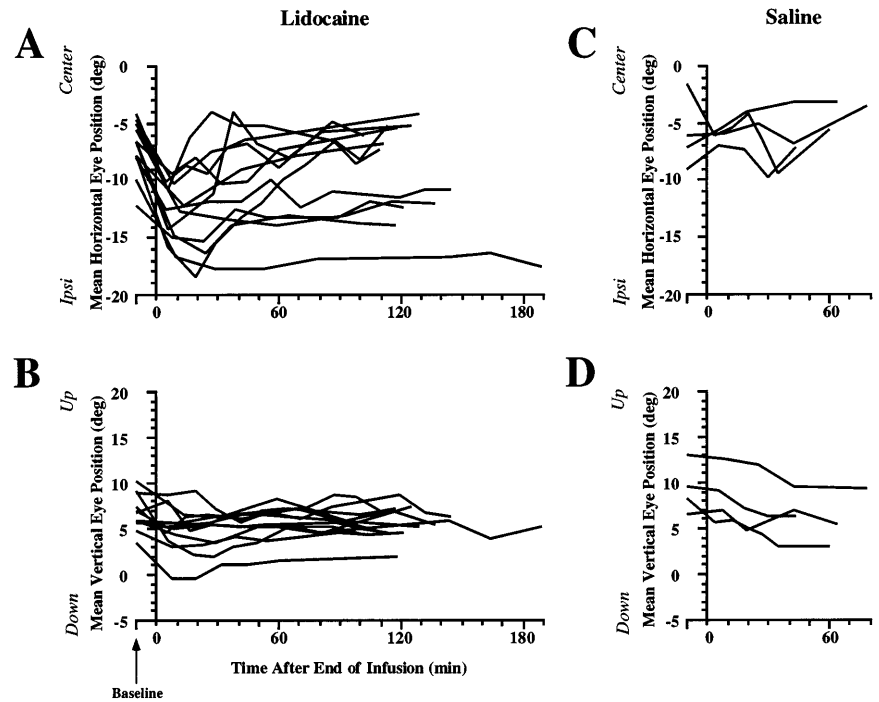 Lidocaine
Saline
A
Center
Ipsi
Mean Horizontal Eye Position (deg)
0
-5
-10
-15
-20
0
60
120
180
C
Center
Ipsi
Mean Horizontal Eye Position (deg)
0
-5
-10
-15
-20
0
60
B
Up
Down
Mean Vertical Eye Position (deg)
20
15
10
5
0
-5
0
60
120
180
Time After End of Infusion (min)
Baseline
D
Up
Down
Mean Vertical Eye Position (deg)
20
15
10
5
0
-5
0
60